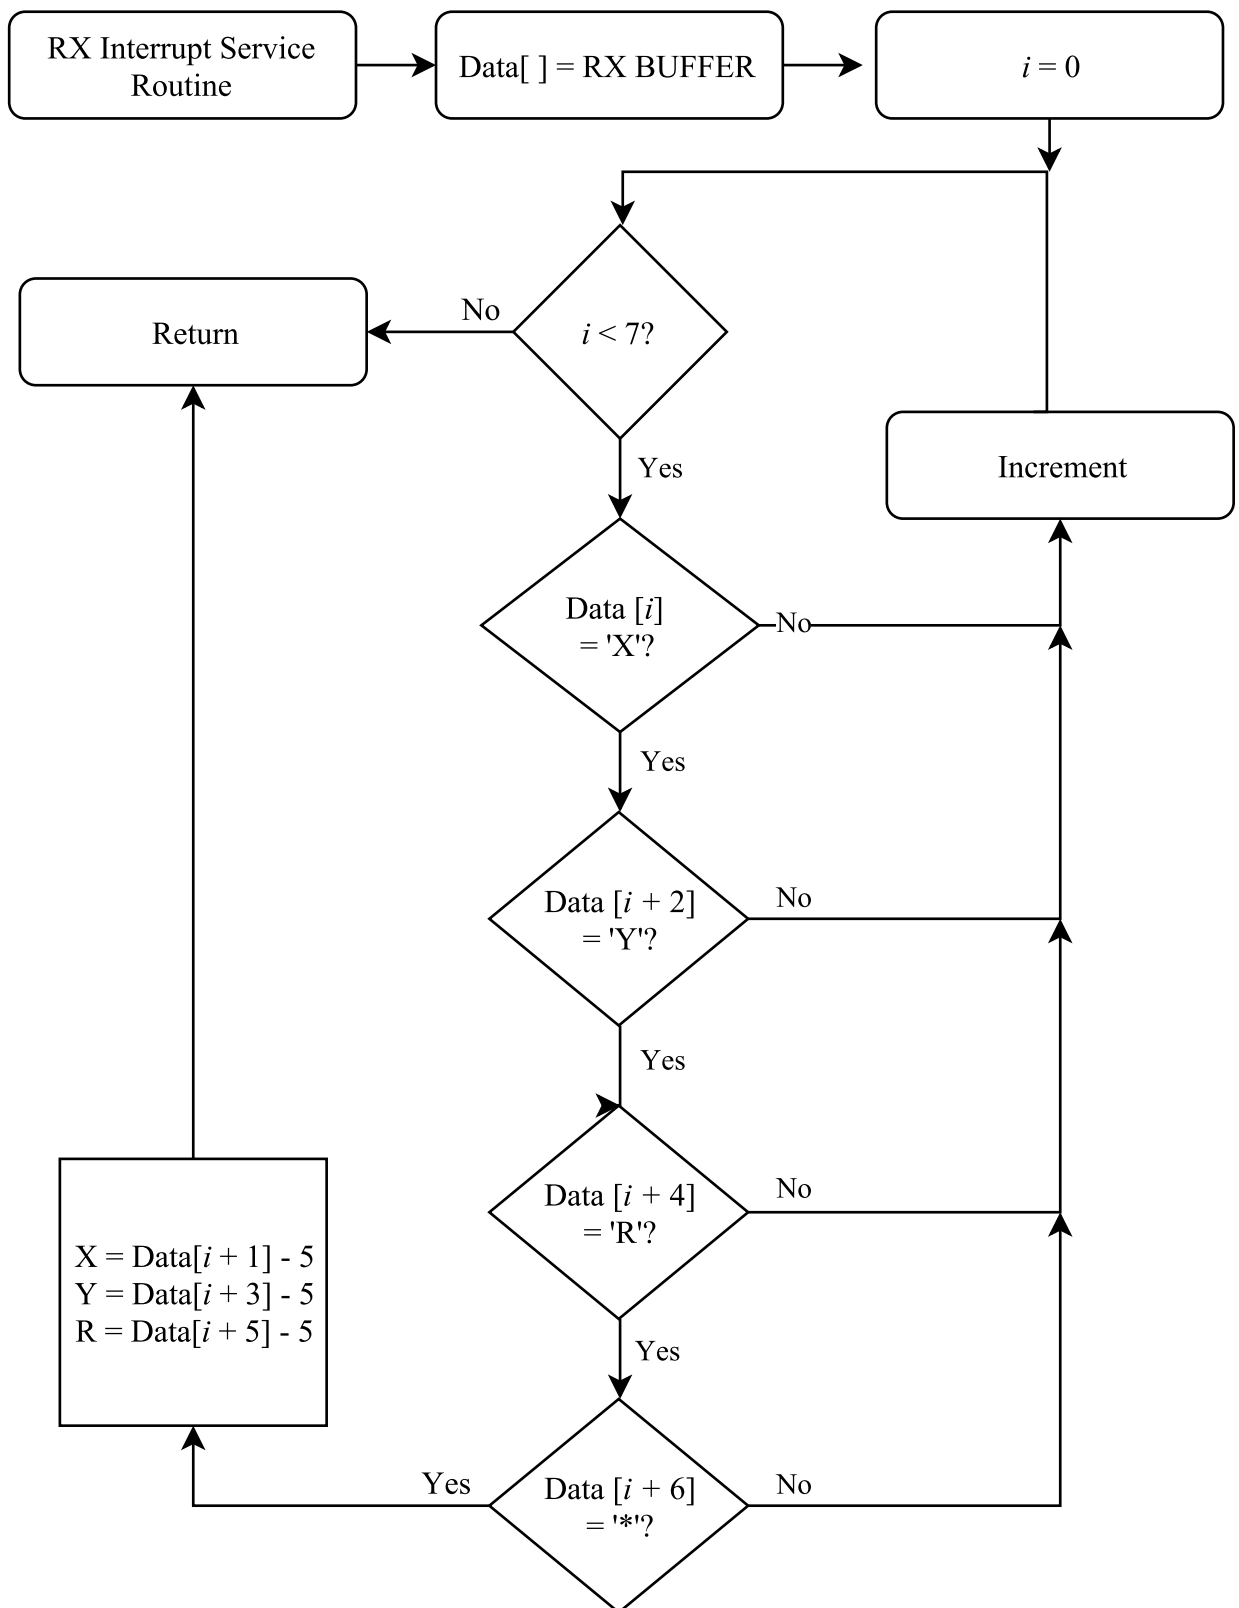 RX Interrupt Service
Routine
Data[ ] = RX BUFFER
i = 0
i < 7?
No
Return
Yes
Increment
Data [i]
= 'X'?
No
Yes
Data [i + 2]
= 'Y'?
No
Yes
Data [i + 4]
= 'R'?
No
X = Data[i + 1] - 5
Y = Data[i + 3] - 5
R = Data[i + 5] - 5
Yes
Data [i + 6]
= '*'?
Yes
No